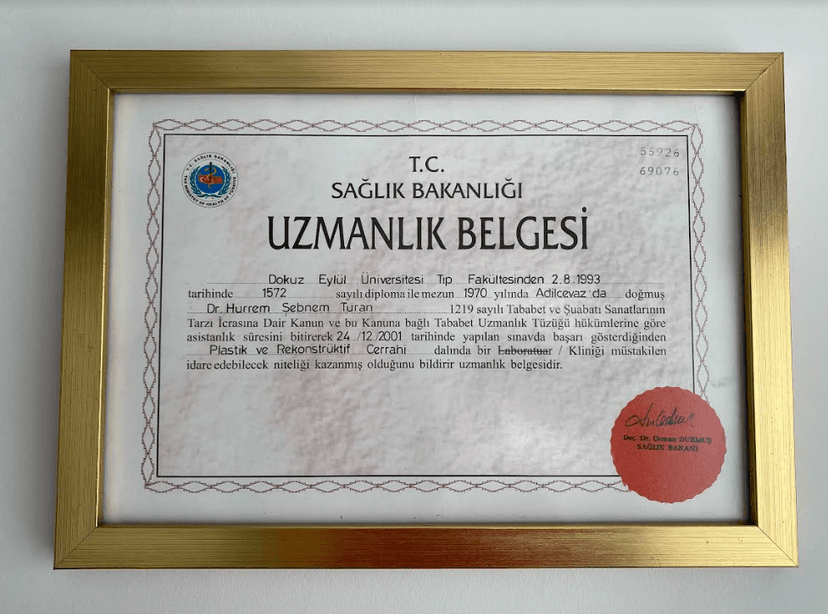 55926
69076
T.C.
SAĞLIK BAKANLIĞI
UZMANLIK BELGESİ
Dokuz Eylül Üniversitesi Tıp Fakültesinden 2.8.1993
tarihinde 1572 sayılı diploma ile mezun 1970 yılında Adilcevaz'da doğmuş
Dr.Hurrem Şebnem Turan 1219 sayılı Tababet ve Şuabatı Sanatlarının
Tarzı İcrasına Dair Kanun ve bu Kanuna bağlı Tababet Uzmanlık Tüzüğü hükümlerine göre
asistanlık süresini bitirerek 24 /12/2001 tarihinde yapılan sınavda başarı gösterdiğinden
Plastik ve Rekonstrüktif Cerrahi dalında bir Laboratuar / Kliniği müstakilen
idare edebilecek niteliği kazanmış olduğunu bildirir uzmanlık belgesidir.
Doç. Dr. Osman DURMUŞ
SAĞLIK BAKANI